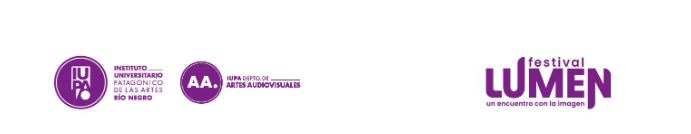 IUPA
INSTITUTO
UNIVERSITARIO
PATAGÓNICO
DE LAS ARTES
RÍO NEGRO
AA.
IUPA DEPTO. DE
ARTES AUDIOVISUALES
festival
LUMEN
un encuentro con la imagen